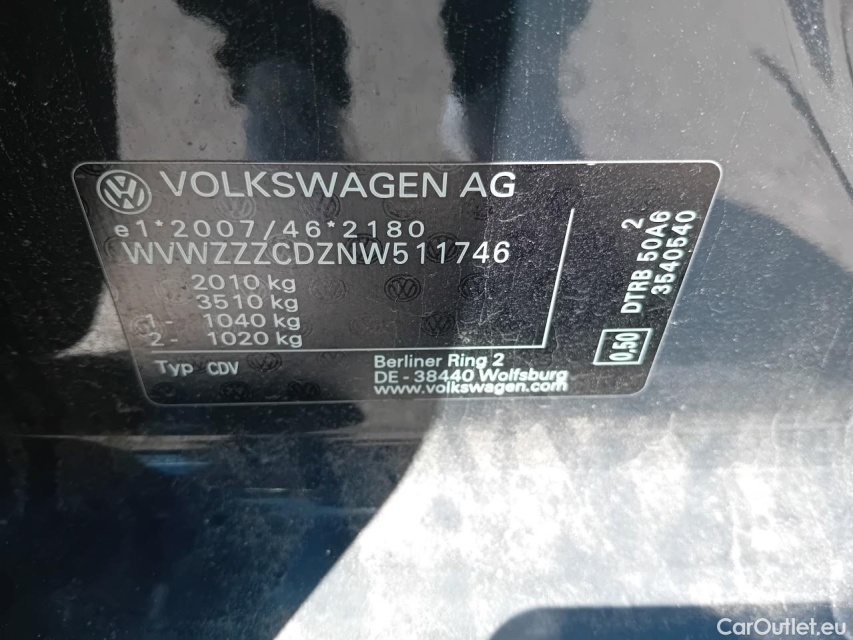 VOLKSWAGEN AG
e1*2007/46*2180
WVWZZZCDZNW511746
2010 kg
3510 kg
1- 1040 kg
2- 1020 kg
Typ CDV
Berliner Ring 2
DE - 38440 Wolfsburg
www.volkswagen.com
0.50
2
DTRB 50A6
3540540
CarOutlet.eu